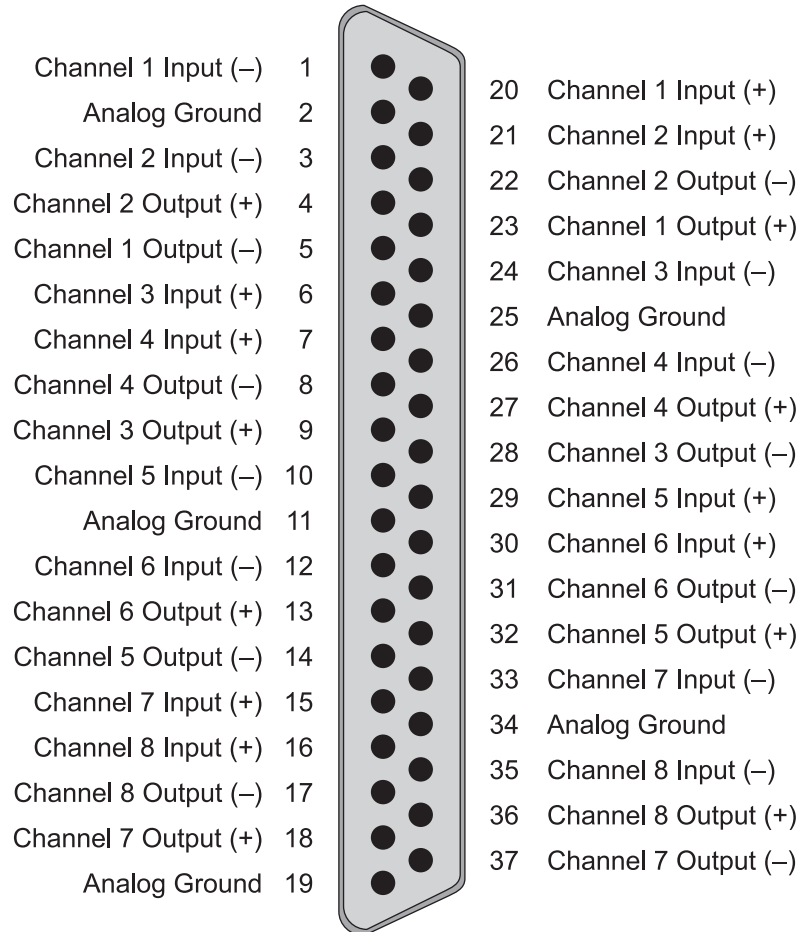 Channel 1 Input (–) 1
Analog Ground 2
Channel 2 Input (–) 3
Channel 2 Output (+) 4
Channel 1 Output (–) 5
Channel 3 Input (+) 6
Channel 4 Input (+) 7
Channel 4 Output (–) 8
Channel 3 Output (+) 9
Channel 5 Input (–) 10
Analog Ground 11
Channel 6 Input (–) 12
Channel 6 Output (+) 13
Channel 5 Output (–) 14
Channel 7 Input (+) 15
Channel 8 Input (+) 16
Channel 8 Output (–) 17
Channel 7 Output (+) 18
Analog Ground 19
20 Channel 1 Input (+)
21 Channel 2 Input (+)
22 Channel 2 Output (–)
23 Channel 1 Output (+)
24 Channel 3 Input (–)
25 Analog Ground
26 Channel 4 Input (–)
27 Channel 4 Output (+)
28 Channel 3 Output (–)
29 Channel 5 Input (+)
30 Channel 6 Input (+)
31 Channel 6 Output (–)
32 Channel 5 Output (+)
33 Channel 7 Input (–)
34 Analog Ground
35 Channel 8 Input (–)
36 Channel 8 Output (+)
37 Channel 7 Output (–)